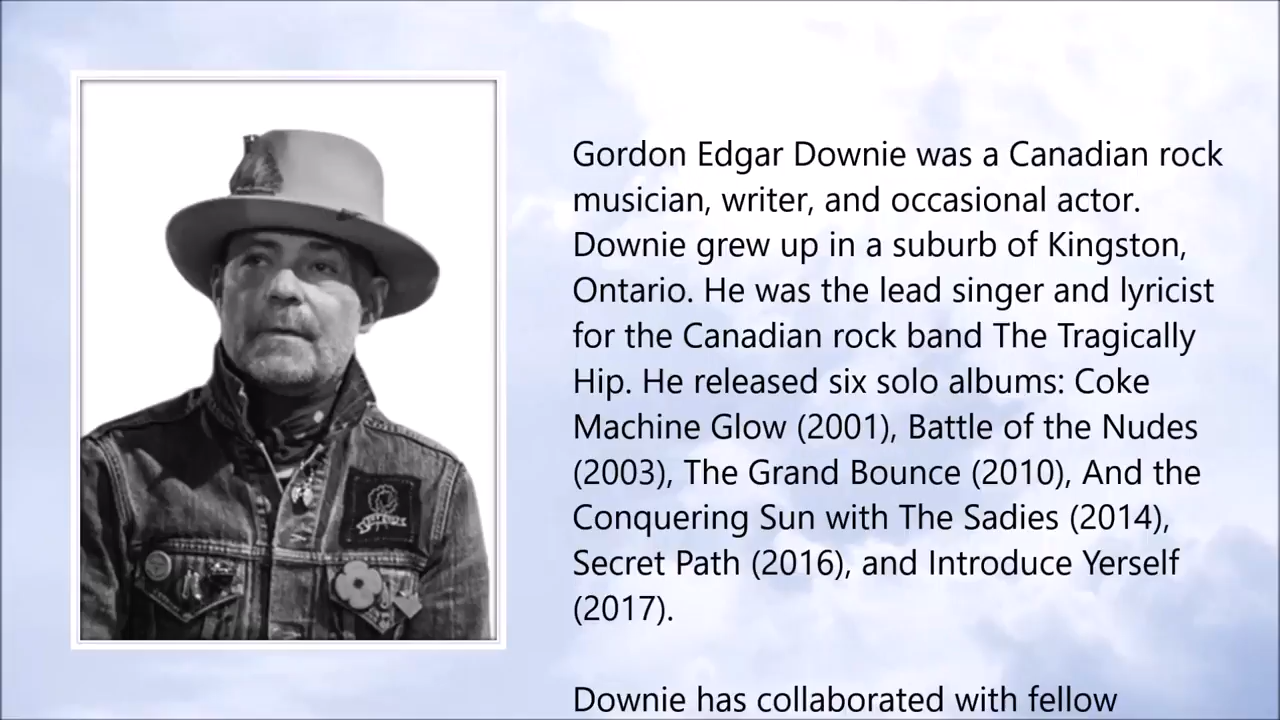 Gordon Edgar Downie was a Canadian rock
musician, writer, and occasional actor.
Downie grew up in a suburb of Kingston,
Ontario. He was the lead singer and lyricist
for the Canadian rock band The Tragically
Hip. He released six solo albums: Coke
Machine Glow (2001), Battle of the Nudes
(2003), The Grand Bounce (2010), And the
Conquering Sun with The Sadies (2014),
Secret Path (2016), and Introduce Yerself
(2017).
Downie has collaborated with fellow